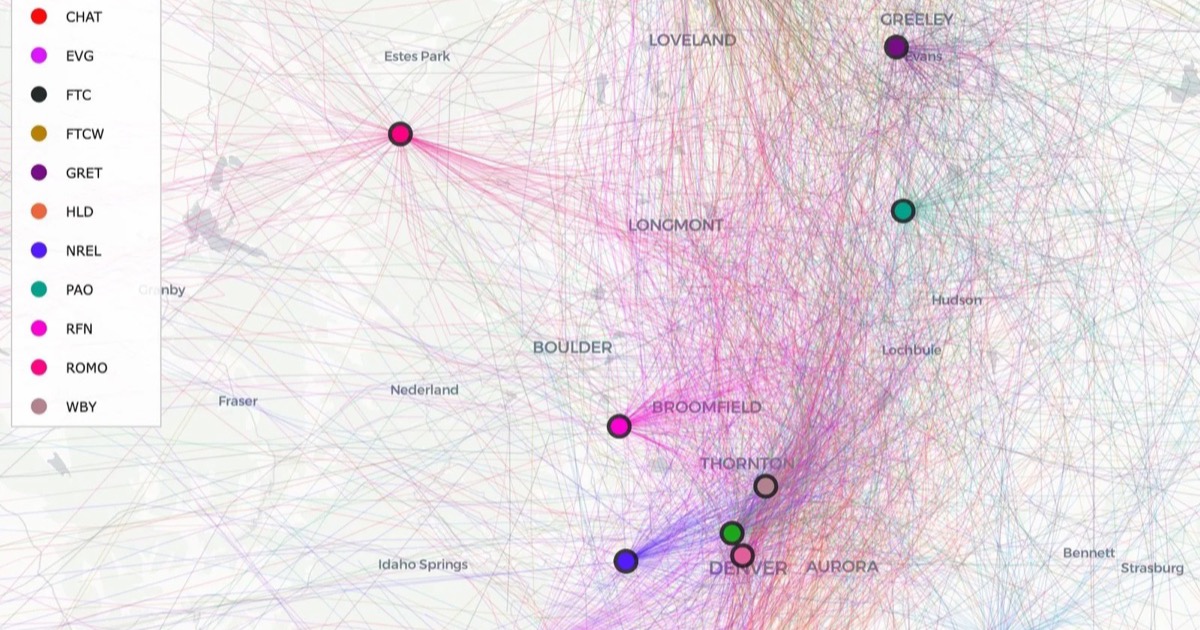 CHAT
EVG
FTC
FTCW
GRET
HLD
NREL
PAO
RFN
ROMO
WBY
GREELEY
LOVELAND
Estes Park
Evans
LONGMONT
Granby
Hudson
BOULDER
Lochbuie
Nederland
Fraser
BROOMFIELD
THORNTON
Bennett
Idaho Springs
DENVER
AURORA
Strasburg